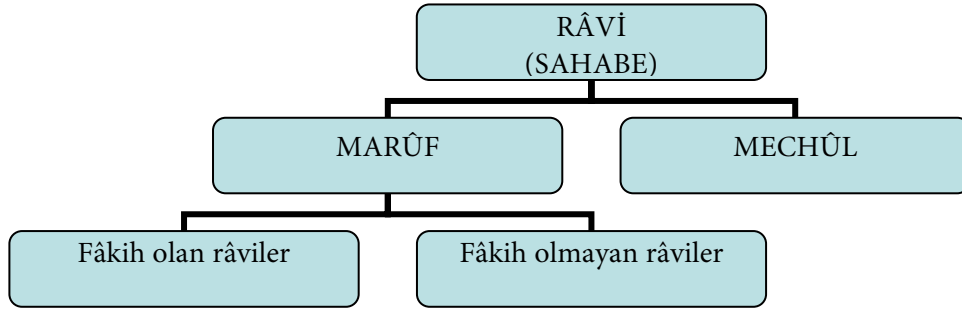 RÂVİ
(SAHABE)
MARÛF
MECHÛL
Fâkih olan râviler
Fâkih olmayan râviler